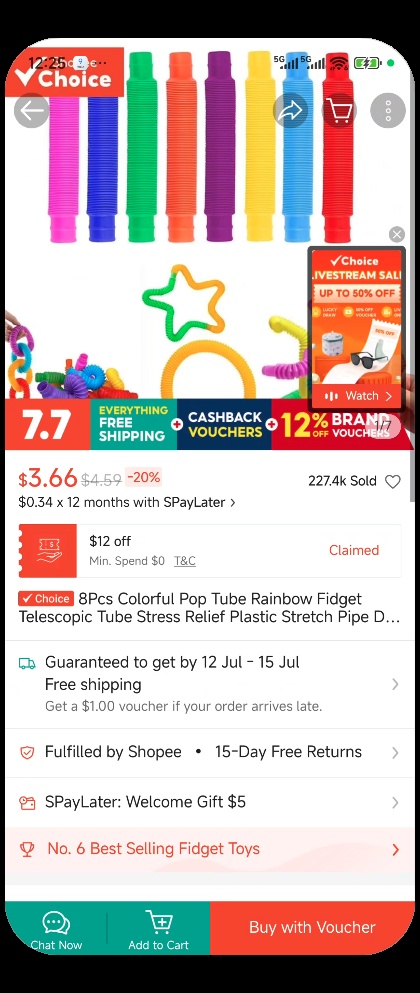 12:25
5G
5G
Choice
Choice
LIVESTREAM SAL
UP TO 50% OFF
Watch
7.7
EVERYTHING
FREE
SHIPPING
+
CASHBACK
VOUCHERS
+
12% OFF
BRAND
VOUCHERS
1/7
$3.66 $4.59 -20%
227.4k Sold
$0.34 x 12 months with SPayLater >
$12 off
Min. Spend $0 T&C
Claimed
Choice 8Pcs Colorful Pop Tube Rainbow Fidget
Telescopic Tube Stress Relief Plastic Stretch Pipe D...
Guaranteed to get by 12 Jul - 15 Jul
Free shipping
Get a $1.00 voucher if your order arrives late.
Fulfilled by Shopee • 15-Day Free Returns
SPayLater: Welcome Gift $5
No. 6 Best Selling Fidget Toys
Chat Now
Add to Cart
Buy with Voucher